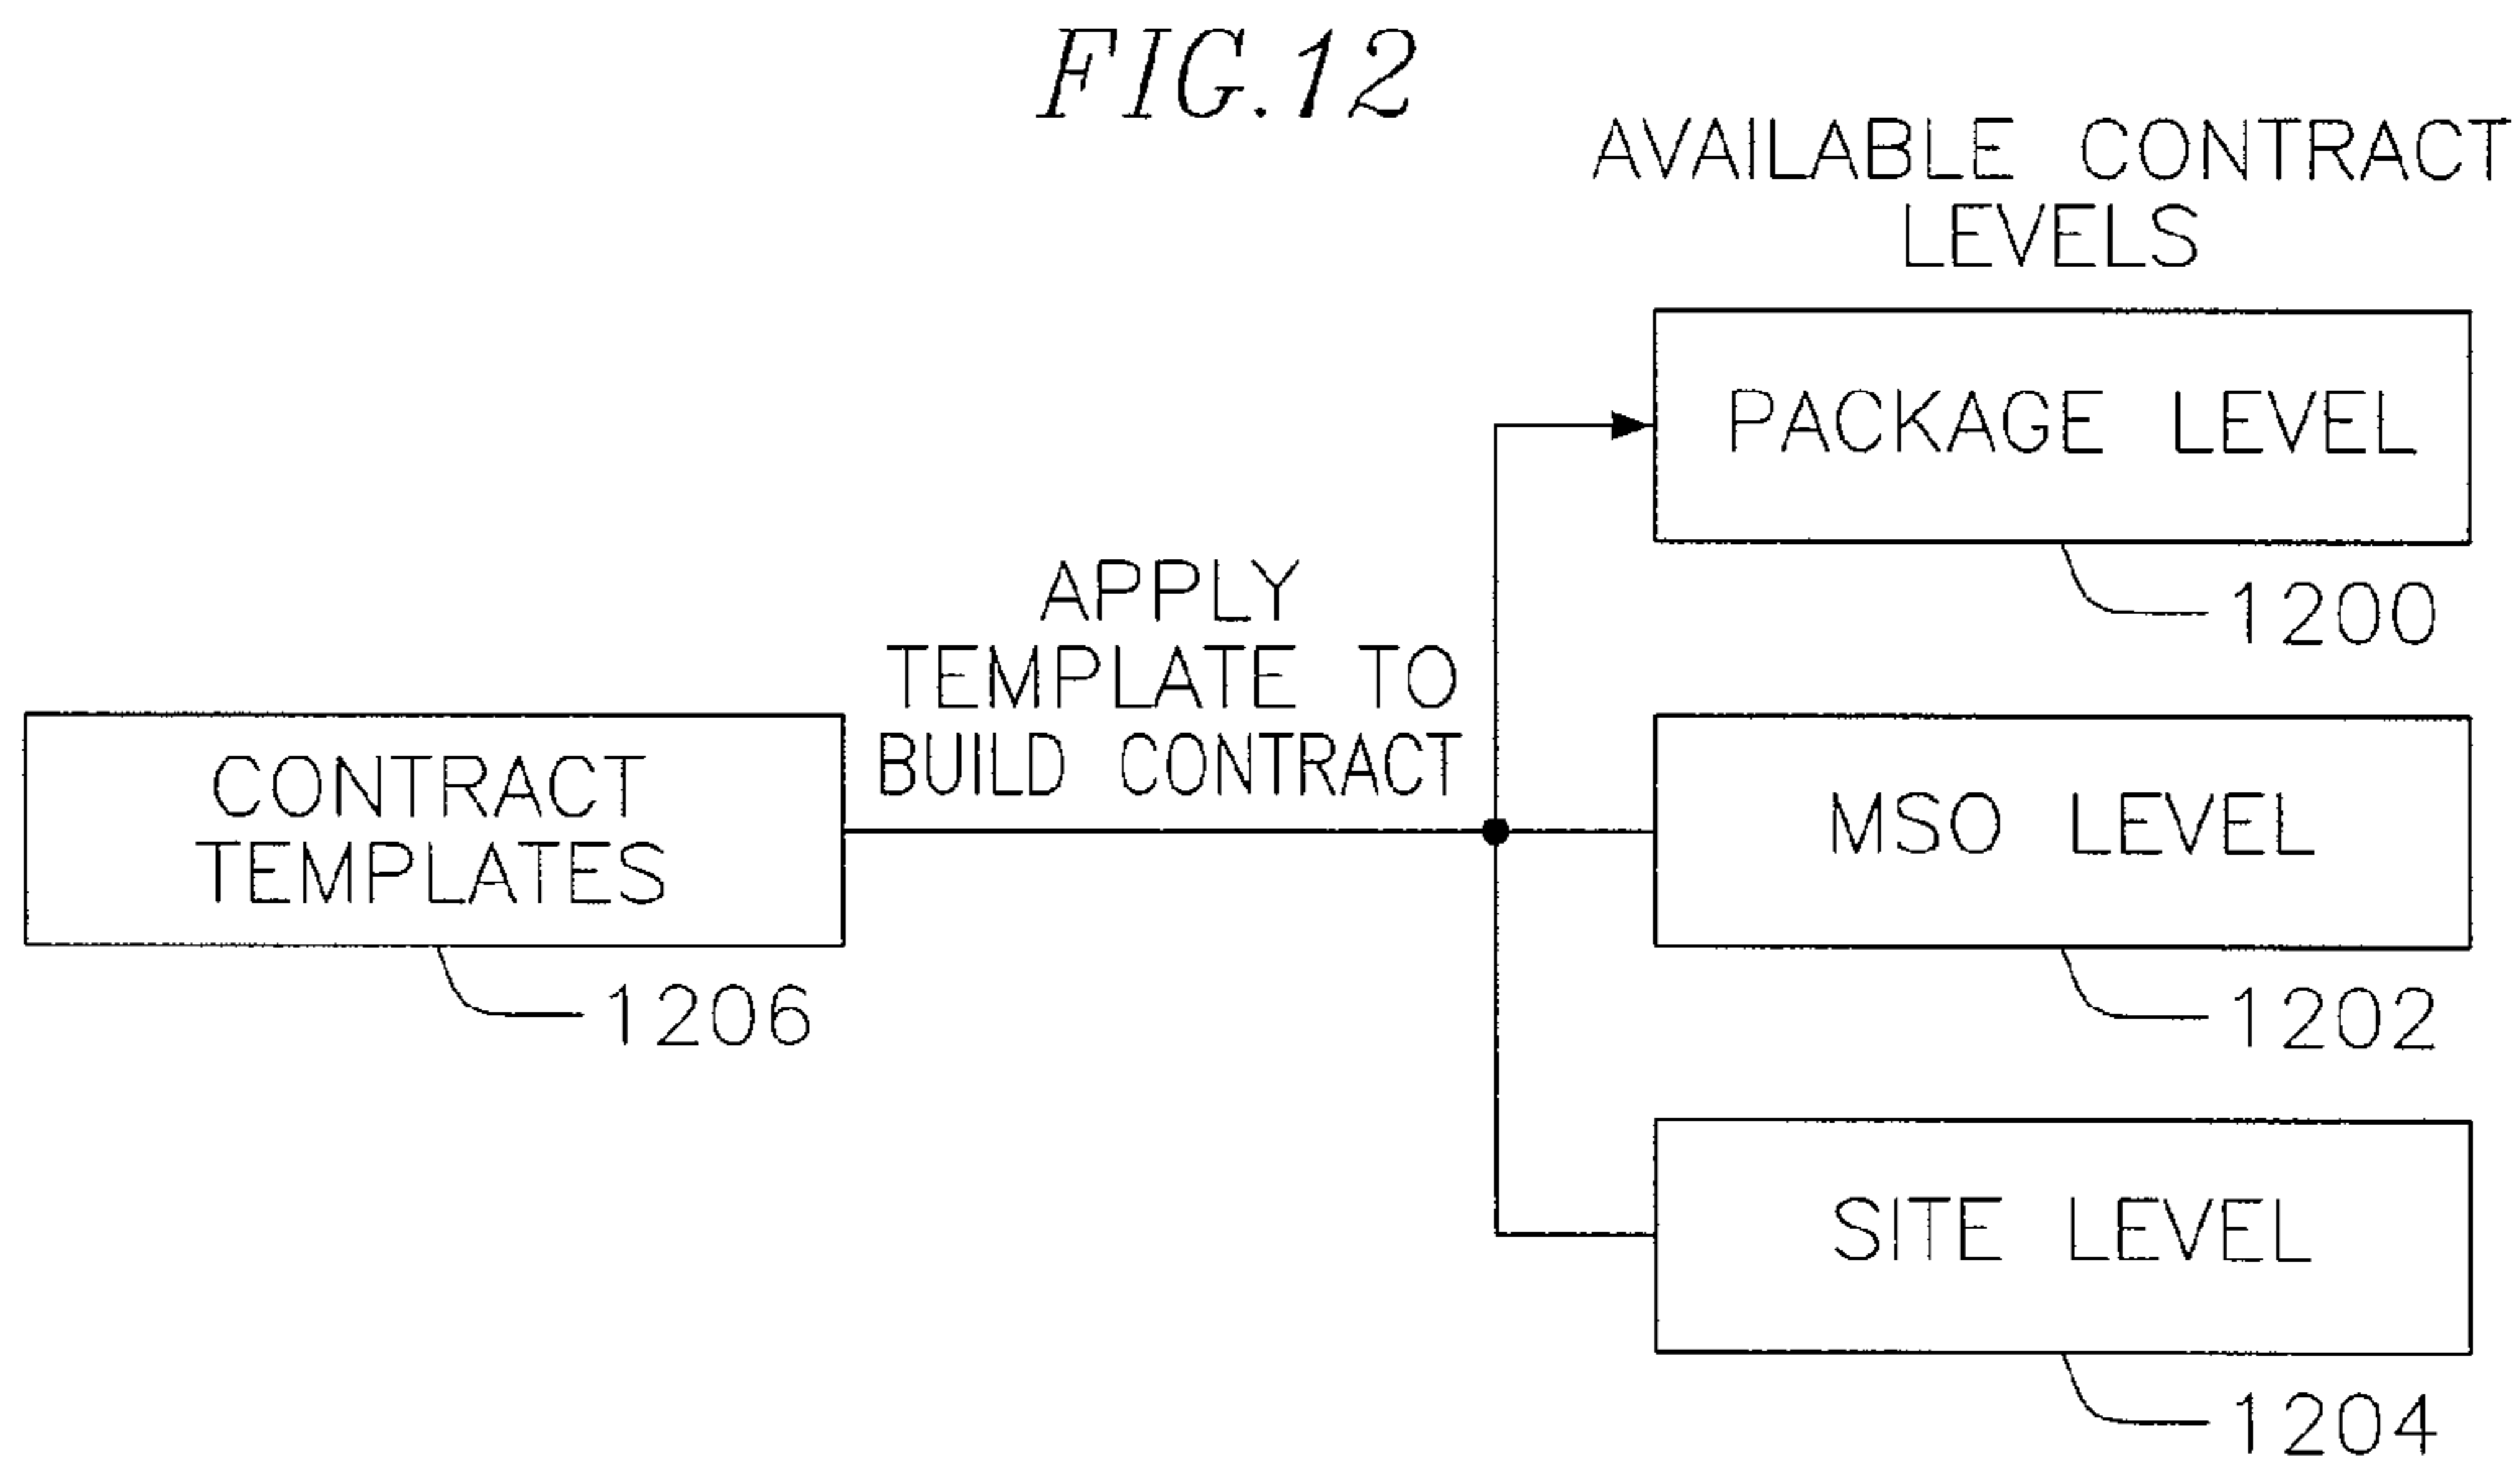 FIG.12
AVAILABLE CONTRACT
LEVELS
PACKAGE LEVEL
1200
APPLY
TEMPLATE TO
BUILD CONTRACT
CONTRACT
TEMPLATES
1206
MSO LEVEL
1202
SITE LEVEL
1204